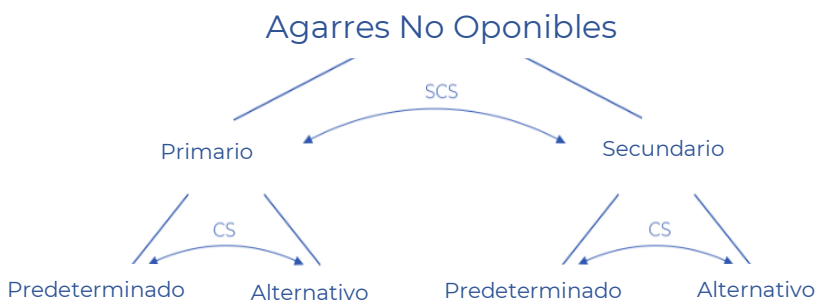 Agarres No Oponibles
SCS
Primario
Secundario
CS
CS
Predeterminado
Alternativo
Predeterminado
Alternativo